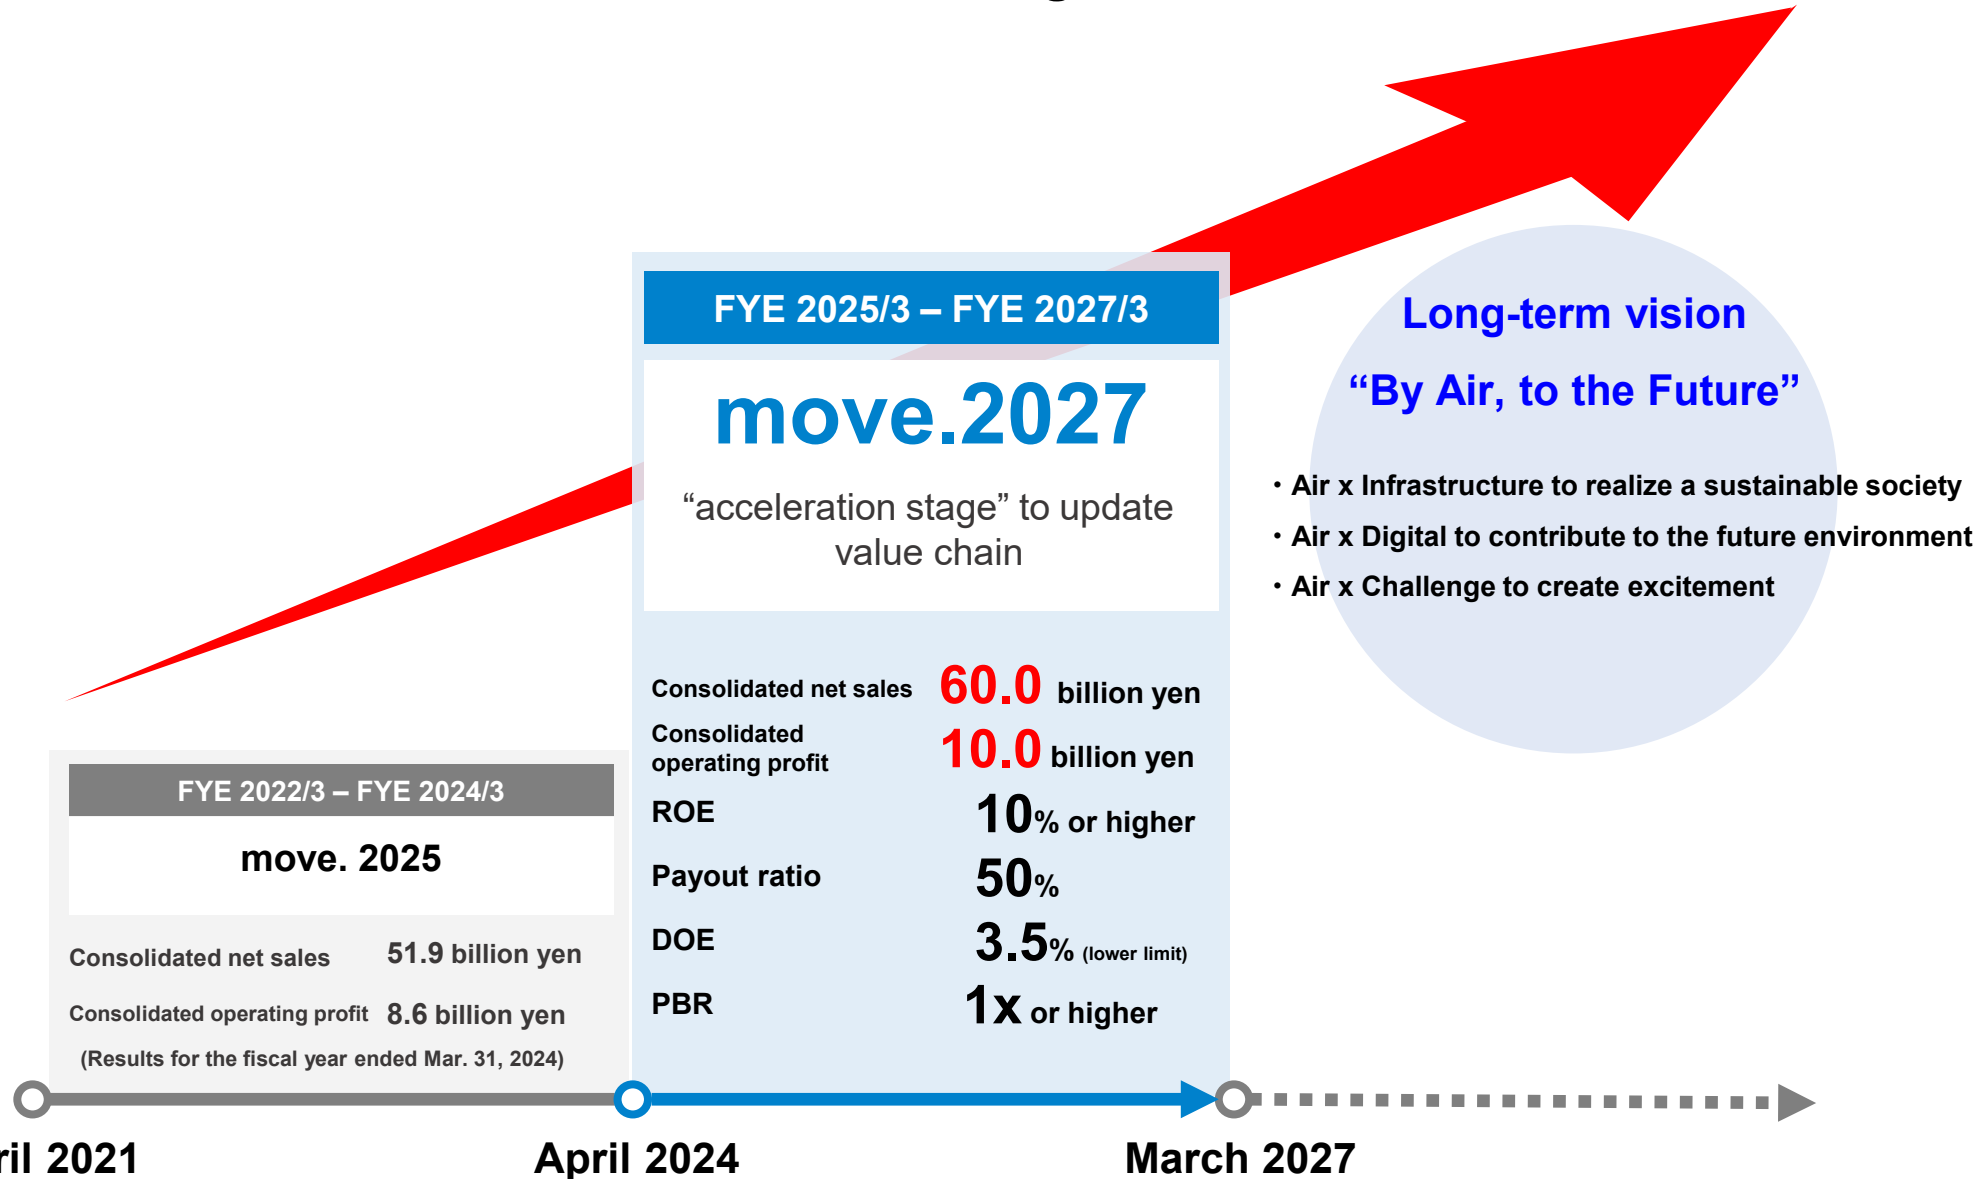 FYE 2025/3 – FYE 2027/3
move.2027
“acceleration stage” to update
value chain
Consolidated net sales 60.0 billion yen
Consolidated
operating profit 10.0 billion yen
ROE 10% or higher
Payout ratio 50%
DOE 3.5% (lower limit)
PBR 1x or higher
Long-term vision
“By Air, to the Future”
・Air x Infrastructure to realize a sustainable society
・Air x Digital to contribute to the future environment
・Air x Challenge to create excitement
FYE 2022/3 – FYE 2024/3
move. 2025
Consolidated net sales 51.9 billion yen
Consolidated operating profit 8.6 billion yen
(Results for the fiscal year ended Mar. 31, 2024)
2021
April 2024
March 2027